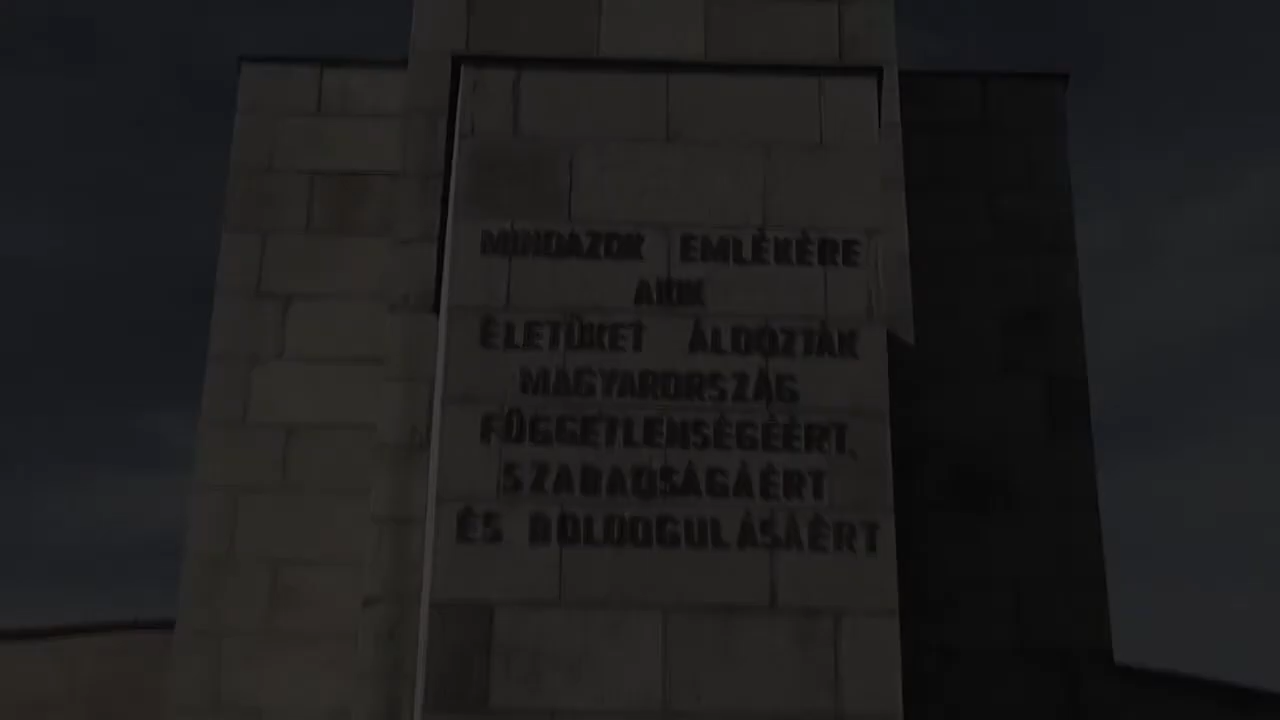 MINDAZOK EMLÉKÉRE
AKIK
ÉLETÜKET ÁLDOZTÁK
MAGYARORSZÁG
FÜGGETLENSÉGÉÉRT,
SZABADSÁGÁÉRT
ÉS BOLDOGULÁSÁÉRT